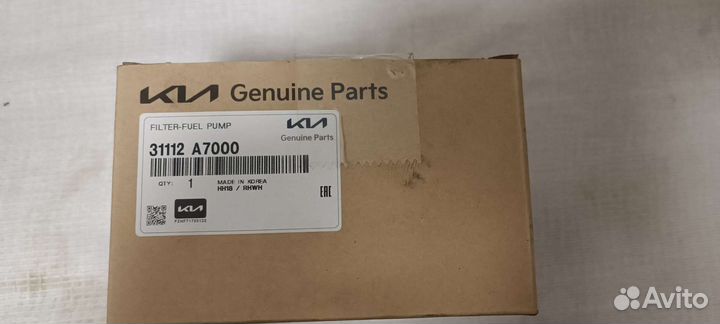 KIA Genuine Parts
FILTER-FUEL PUMP
KIA
Genuine Parts
31112 A7000
QTY: 1
MADE IN KOREA
HH18 / RHWH
EAC
KIA
Avito